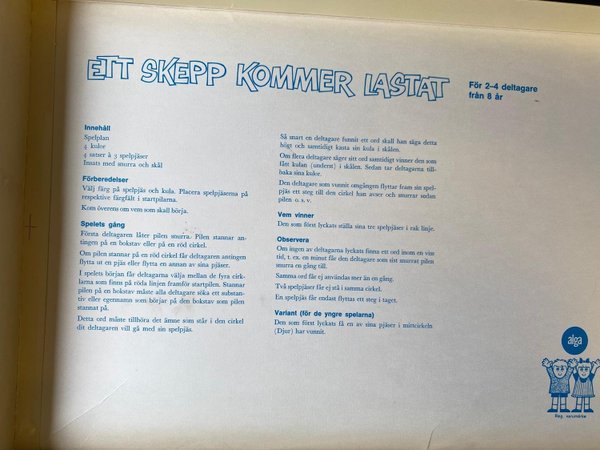 ETT SKEPP KOMMER LASTAT
För 2–4 deltagare
från 8 år
Innehåll
Spelplan
4 kulor
4 satser à 3 spelpjäser
Insats med snurra och skål
Förberedelser
Välj färg på spelpjäs och kula. Placera spelpjäserna på
respektive färgfält i startpilarna.
Kom överens om vem som skall börja.
Spelets gång
Första deltagaren låter pilen snurra. Pilen stannar an-
tingen på en bokstav eller på en röd cirkel.
Om pilen stannar på en röd cirkel får deltagaren antingen
flytta ut en pjäs eller flytta en annan av sina pjäser.
I spelets början får deltagarna välja mellan de fyra cirk-
larna som finns på röda linjen framför startpilen. Stannar
pilen på en bokstav måste alla deltagare söka ett substan-
tiv eller egennamn som börjar på den bokstav som pilen
stannat på.
Detta ord måste tillhöra det ämne som står i den cirkel
dit deltagaren vill gå med sin spelpjäs.
Så snart en deltagare funnit ett ord skall han säga detta
högt och samtidigt kasta sin kula i skålen.
Om flera deltagare säger sitt ord samtidigt vinner den som
fått kulan (underst) i skålen. Sedan tar deltagarna till-
baka sina kulor.
Den deltagare som vunnit omgången flyttar fram sin spel-
pjäs ett steg till den cirkel han avser och snurrar sedan
pilen o. s. v.
Vem vinner
Den som först lyckats ställa sina tre spelpjäser i rak linje.
Observera
Om ingen av deltagarna lyckats finna ett ord inom en viss
tid, t. ex. en minut får den deltagare som sist snurrat pilen
snurra en gång till.
Samma ord får ej användas mer än en gång.
Två spelpjäser får ej stå i samma cirkel.
En spelpjäs får endast flyttas ett steg i taget.
Variant (för de yngre spelarna)
Den som först lyckats få en av sina pjäser i mittcirkeln
(Djur) har vunnit.
alga
Reg. varumärke